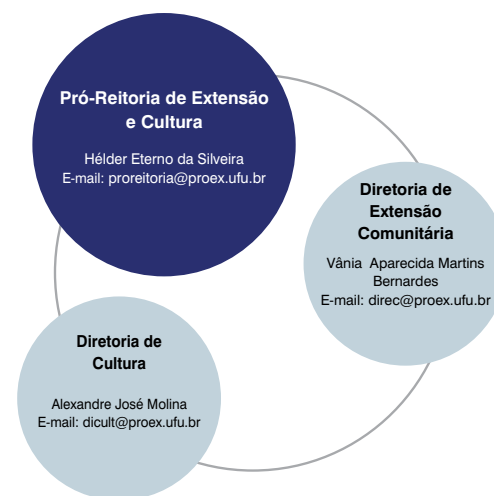 Pró-Reitoria de Extensão
e Cultura
Hélder Eterno da Silveira
E-mail: proreitoria@proex.ufu.br
Diretoria de
Extensão
Comunitária
Vânia Aparecida Martins
Bernardes
E-mail: direc@proex.ufu.br
Diretoria de
Cultura
Alexandre José Molina
E-mail: dicult@proex.ufu.br